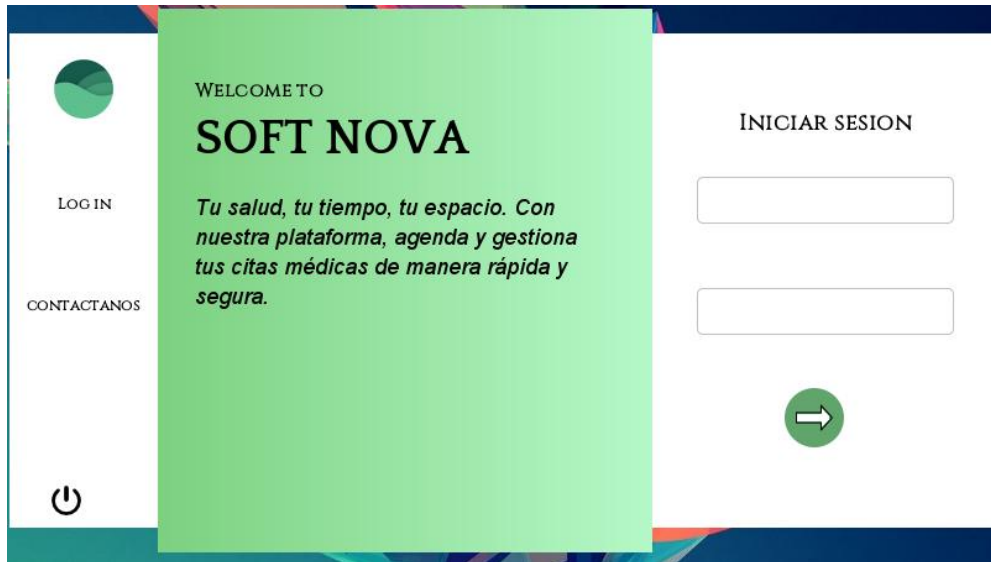 Log in
contactanos
Welcome to
SOFT NOVA
Tu salud, tu tiempo, tu espacio. Con
nuestra plataforma, agenda y gestiona
tus citas médicas de manera rápida y
segura.
Iniciar sesion